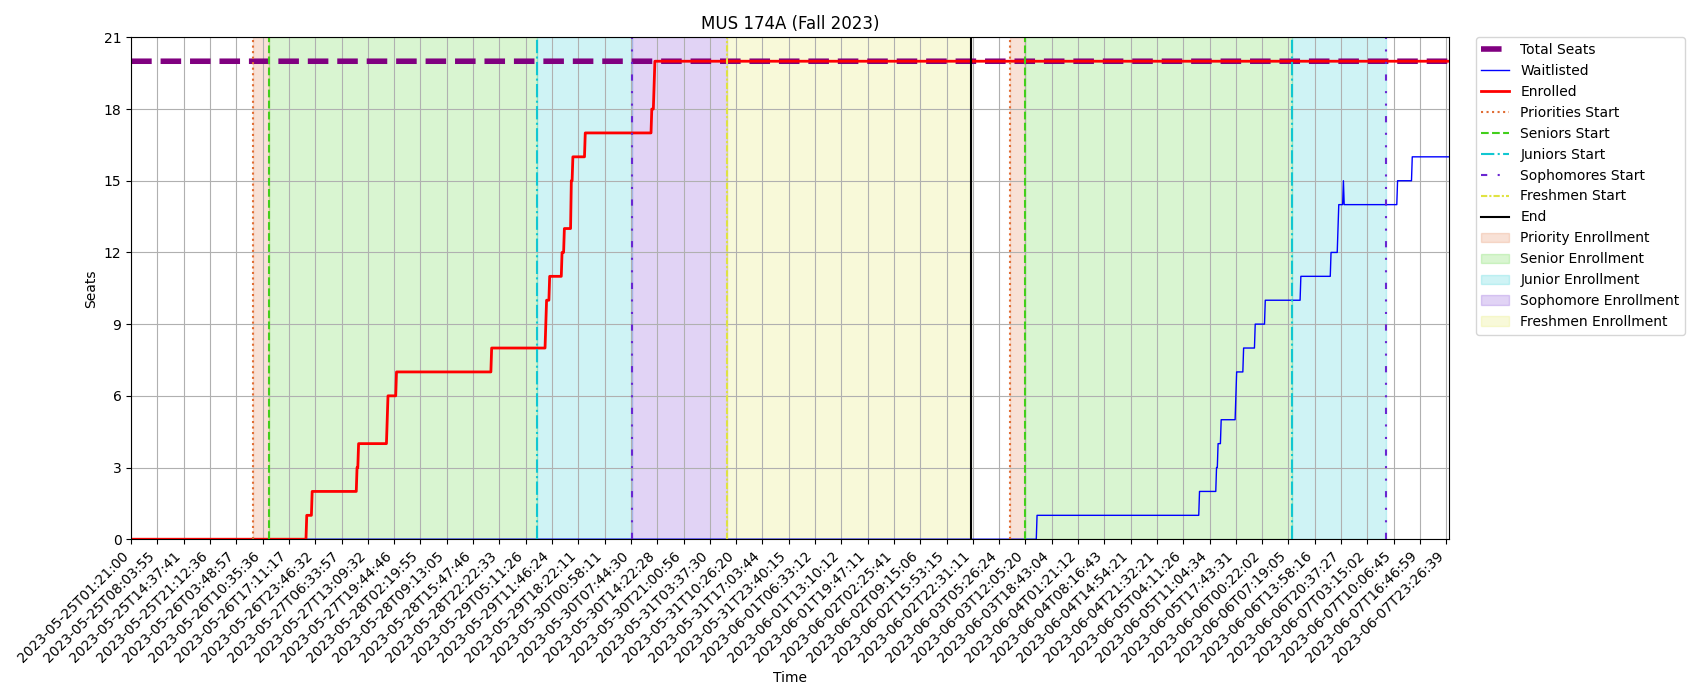 MUS 174A (Fall 2023)
Seats
21
18
15
12
9
6
3
0
2023-05-25T01:21:00
2023-05-25T08:03:55
2023-05-25T14:37:41
2023-05-25T21:12:36
2023-05-26T03:48:57
2023-05-26T10:35:36
2023-05-26T17:11:17
2023-05-26T23:46:32
2023-05-27T06:33:57
2023-05-27T13:09:32
2023-05-27T19:44:46
2023-05-28T02:19:55
2023-05-28T09:13:05
2023-05-28T15:47:46
2023-05-28T22:22:33
2023-05-29T05:11:26
2023-05-29T11:46:24
2023-05-29T18:22:11
2023-05-30T00:58:11
2023-05-30T07:44:30
2023-05-30T14:22:28
2023-05-30T21:00:56
2023-05-31T03:37:30
2023-05-31T10:26:20
2023-05-31T17:03:44
2023-05-31T23:40:15
2023-06-01T06:33:12
2023-06-01T13:10:12
2023-06-01T19:47:11
2023-06-02T02:25:41
2023-06-02T09:15:06
2023-06-02T15:53:15
2023-06-02T22:31:11
2023-06-03T05:26:24
2023-06-03T12:05:20
2023-06-03T18:43:04
2023-06-04T01:21:12
2023-06-04T08:16:43
2023-06-04T14:54:21
2023-06-04T21:32:21
2023-06-05T04:11:26
2023-06-05T11:04:34
2023-06-05T17:43:31
2023-06-06T00:22:02
2023-06-06T07:19:05
2023-06-06T13:58:16
2023-06-06T20:37:27
2023-06-07T03:15:02
2023-06-07T10:06:45
2023-06-07T16:46:59
2023-06-07T23:26:39
Time
Total Seats
Waitlisted
Enrolled
Priorities Start
Seniors Start
Juniors Start
Sophomores Start
Freshmen Start
End
Priority Enrollment
Senior Enrollment
Junior Enrollment
Sophomore Enrollment
Freshmen Enrollment